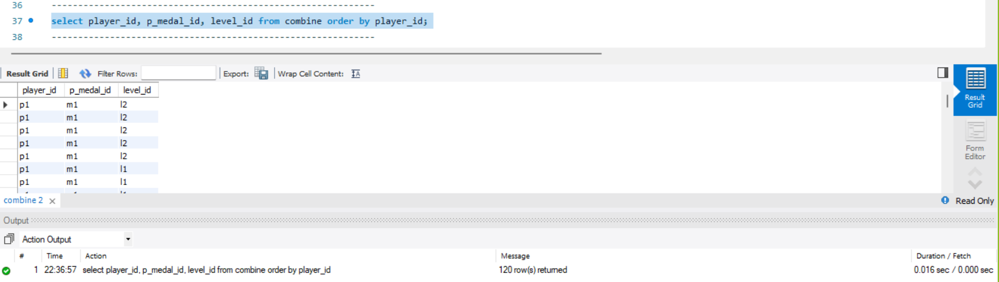 36 -------------------------------------------------------------
37 select player_id, p_medal_id, level_id from combine order by player_id;
38 -------------------------------------------------------------
Result Grid Filter Rows: Export: Wrap Cell Content:
player_id p_medal_id level_id
p1 m1 l2
p1 m1 l2
p1 m1 l2
p1 m1 l2
p1 m1 l2
p1 m1 l1
p1 m1 l1
Result
Grid
Form
Editor
combine 2 Read Only
Output
Action Output
# Time Action Message Duration / Fetch
1 22:36:57 select player_id, p_medal_id, level_id from combine order by player_id 120 row(s) returned 0.016 sec / 0.000 sec